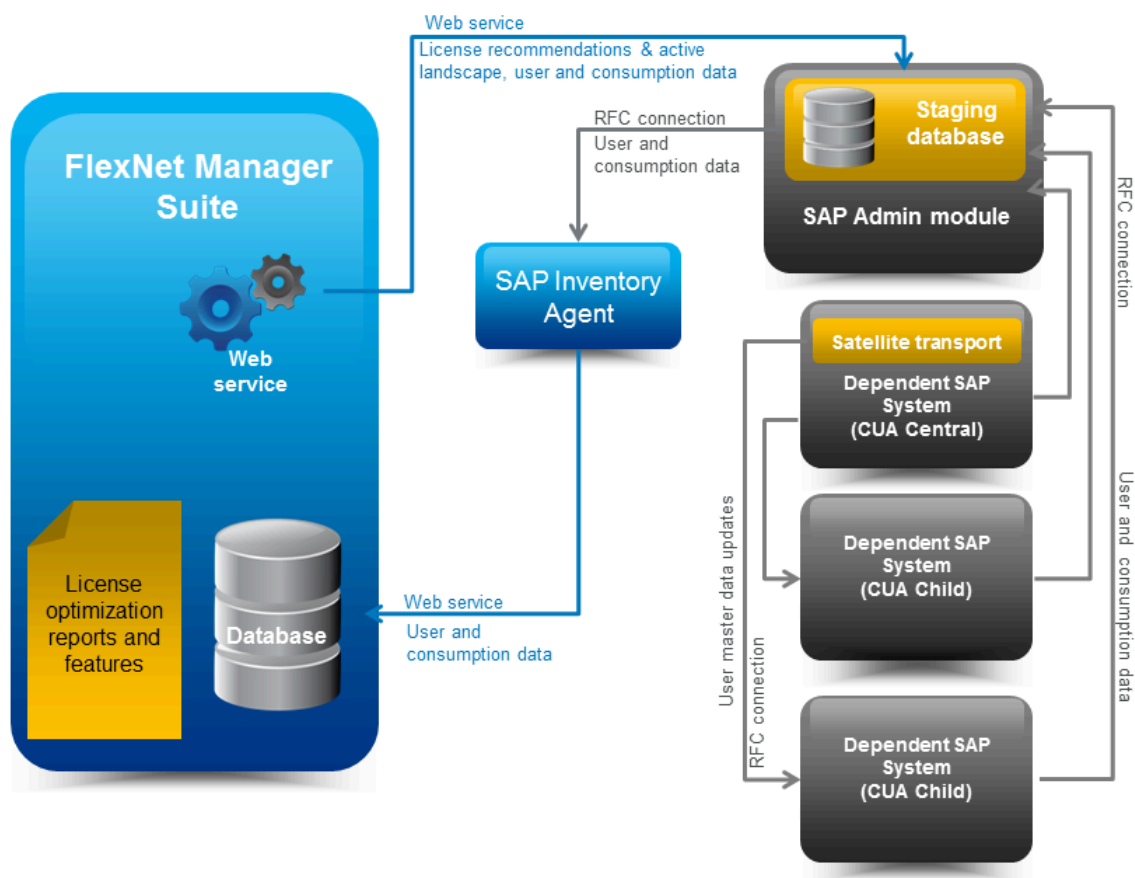 Web service
License recommendations & active
landscape, user and consumption data
FlexNet Manager
Suite
Web
service
License
optimization
reports and
features
Database
RFC connection
User and
consumption data
SAP Inventory
Agent
Web service
User and
consumption data
Staging
database
SAP Admin module
Satellite transport
Dependent SAP
System
(CUA Central)
Dependent SAP
System
(CUA Child)
Dependent SAP
System
(CUA Child)
User master data updates
RFC connection
RFC connection
User and consumption data